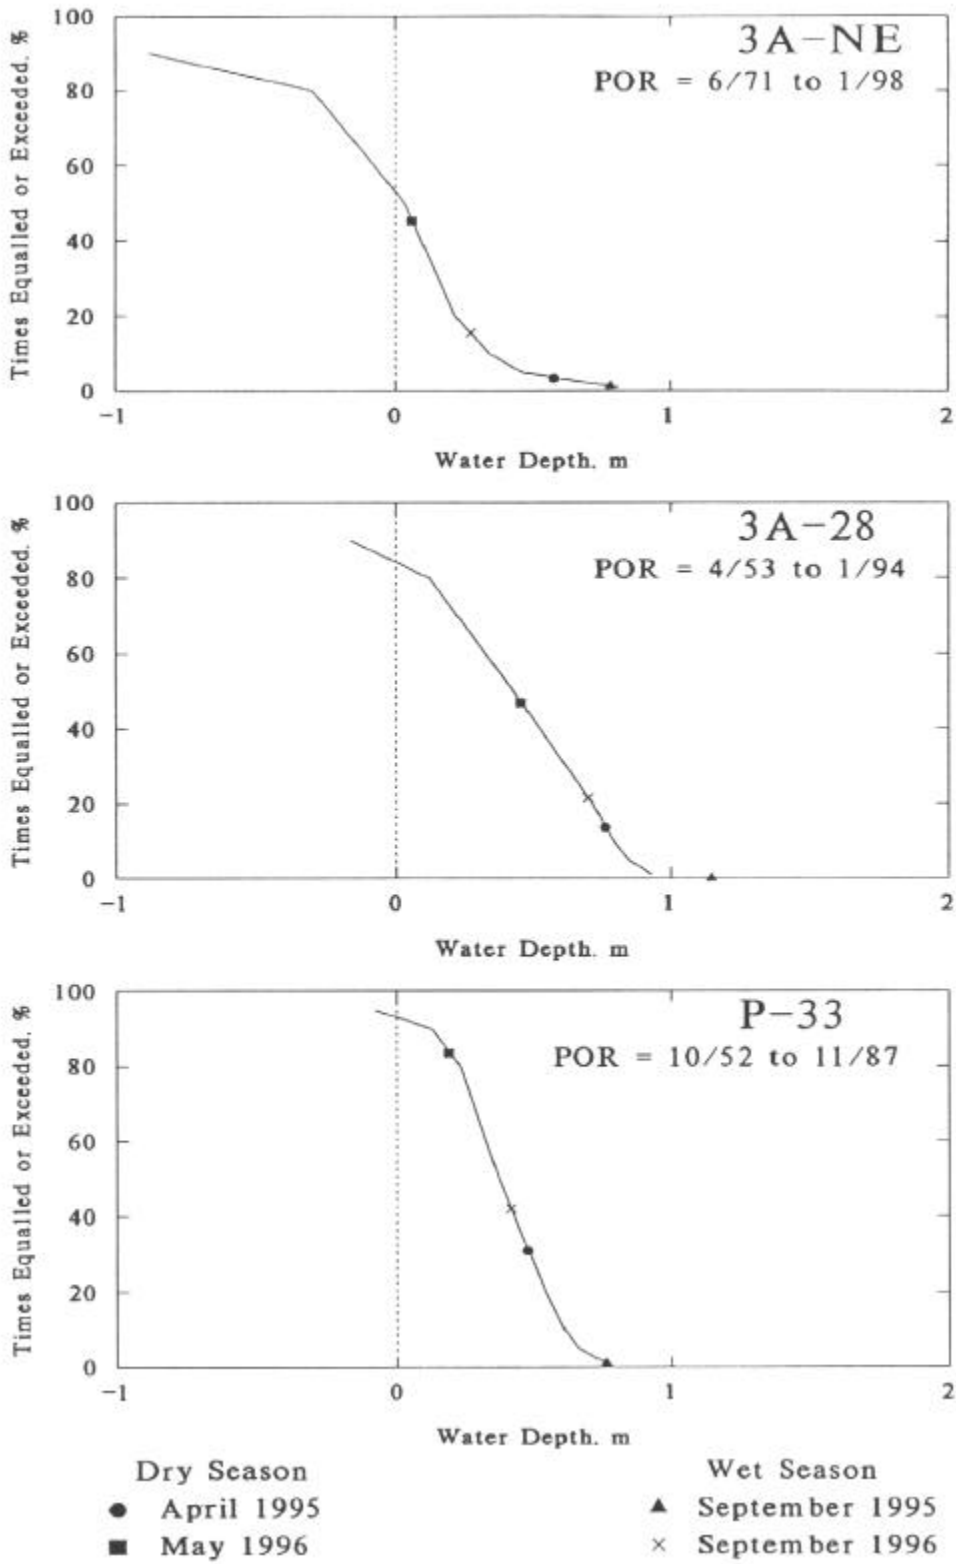 3A-NE
POR = 6/71 to 1/98
Times Equalled or Exceeded, %
100
80
60
40
20
0
-1 0 1 2
Water Depth, m
3A-28
POR = 4/53 to 1/94
Times Equalled or Exceeded, %
100
80
60
40
20
0
-1 0 1 2
Water Depth, m
P-33
POR = 10/52 to 11/87
Times Equalled or Exceeded, %
100
80
60
40
20
0
-1 0 1 2
Water Depth, m
Dry Season Wet Season
● April 1995 ▲ September 1995
■ May 1996 × September 1996